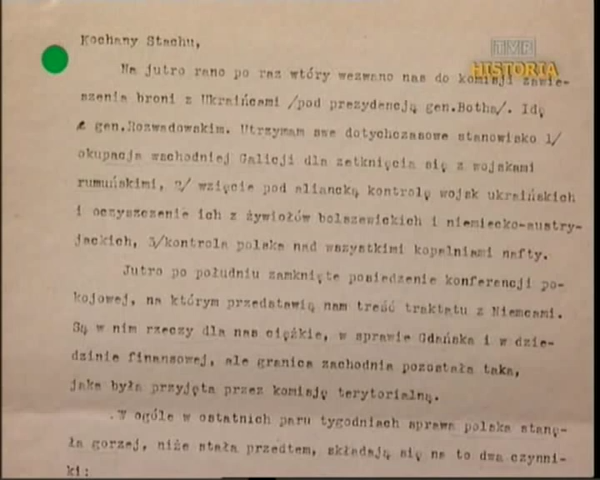 TVP
HISTORIA
Kochany Stachu,
Na jutro rano po raz wtóry wezwano nas do komisji zawie-
szenia broni z Ukraińcami /pod prezydencją gen.Botha/. Idę
z gen.Rozwadowskim. Utrzymam swe dotychczasowe stanowisko 1/
okupacja wschodniej Galicji dla zetknięcia się z wojskami
rumuńskimi, 2/ wzięcie pod aliancką kontrolę wojsk ukraińskich
i oczyszczenie ich z żywiołów bolszewickich i niemiecko-austry-
jackich, 3/kontrola polska nad wszystkimi kopalniami nafty.
Jutro po południu zamknięte posiedzenie konferencji po-
kojowej, na którym przedstawią nam treść traktatu z Niemcami.
Są w nim rzeczy dla nas ciężkie, w sprawie Gdańska i w dzie-
dzinie finansowej, ale granica zachodnia pozostała taka,
jaka była przyjęta przez komisję terytorialną.
.W ogóle w ostatnich paru tygodniach sprawa polska stanę-
ła gorzej, niże stała przedtem, składają się na to dwa czynni-
ki: